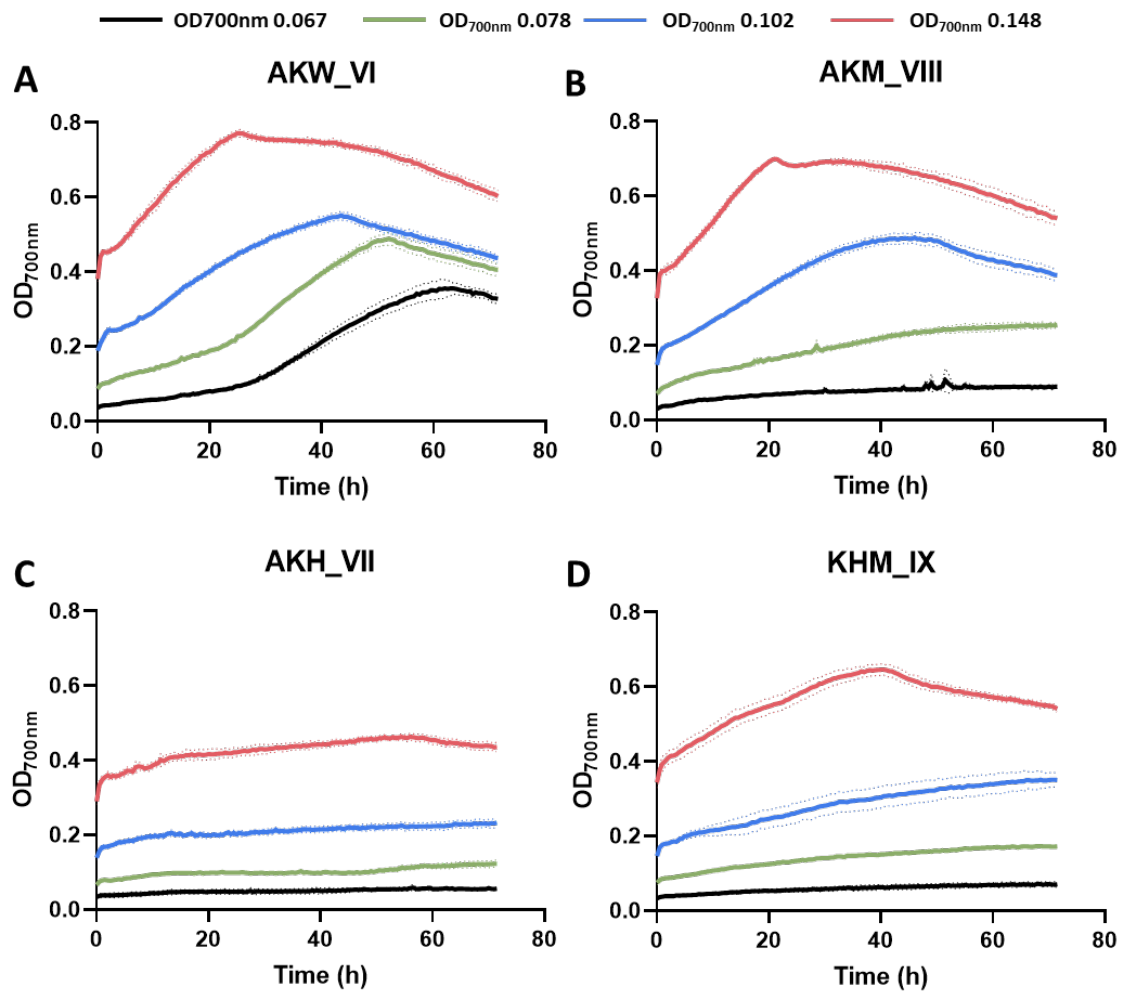 OD700nm 0.067 OD700nm 0.078 OD700nm 0.102 OD700nm 0.148
A AKW_VI
0.8
0.6
0.4
0.2
0.0
OD700nm
0 20 40 60 80
Time (h)
B AKM_VIII
0.8
0.6
0.4
0.2
0.0
OD700nm
0 20 40 60 80
Time (h)
C AKH_VII
0.8
0.6
0.4
0.2
0.0
OD700nm
0 20 40 60 80
Time (h)
D KHM_IX
0.8
0.6
0.4
0.2
0.0
OD700nm
0 20 40 60 80
Time (h)